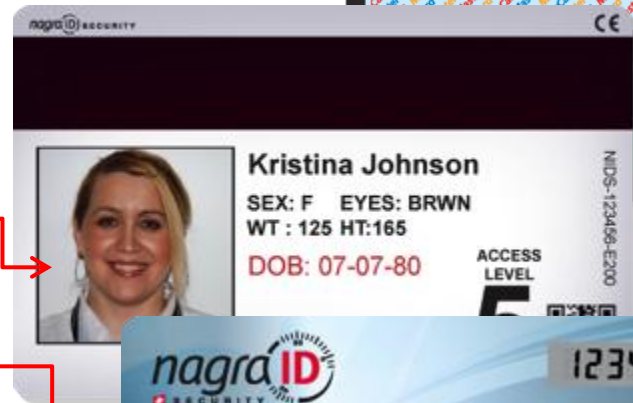 nagra ID SECURITY
CE
Kristina Johnson
SEX: F EYES: BRWN
WT : 125 HT:165
DOB: 07-07-80
ACCESS
LEVEL
5
NIDS-123456-E200
nagra ID
SECURITY
1234